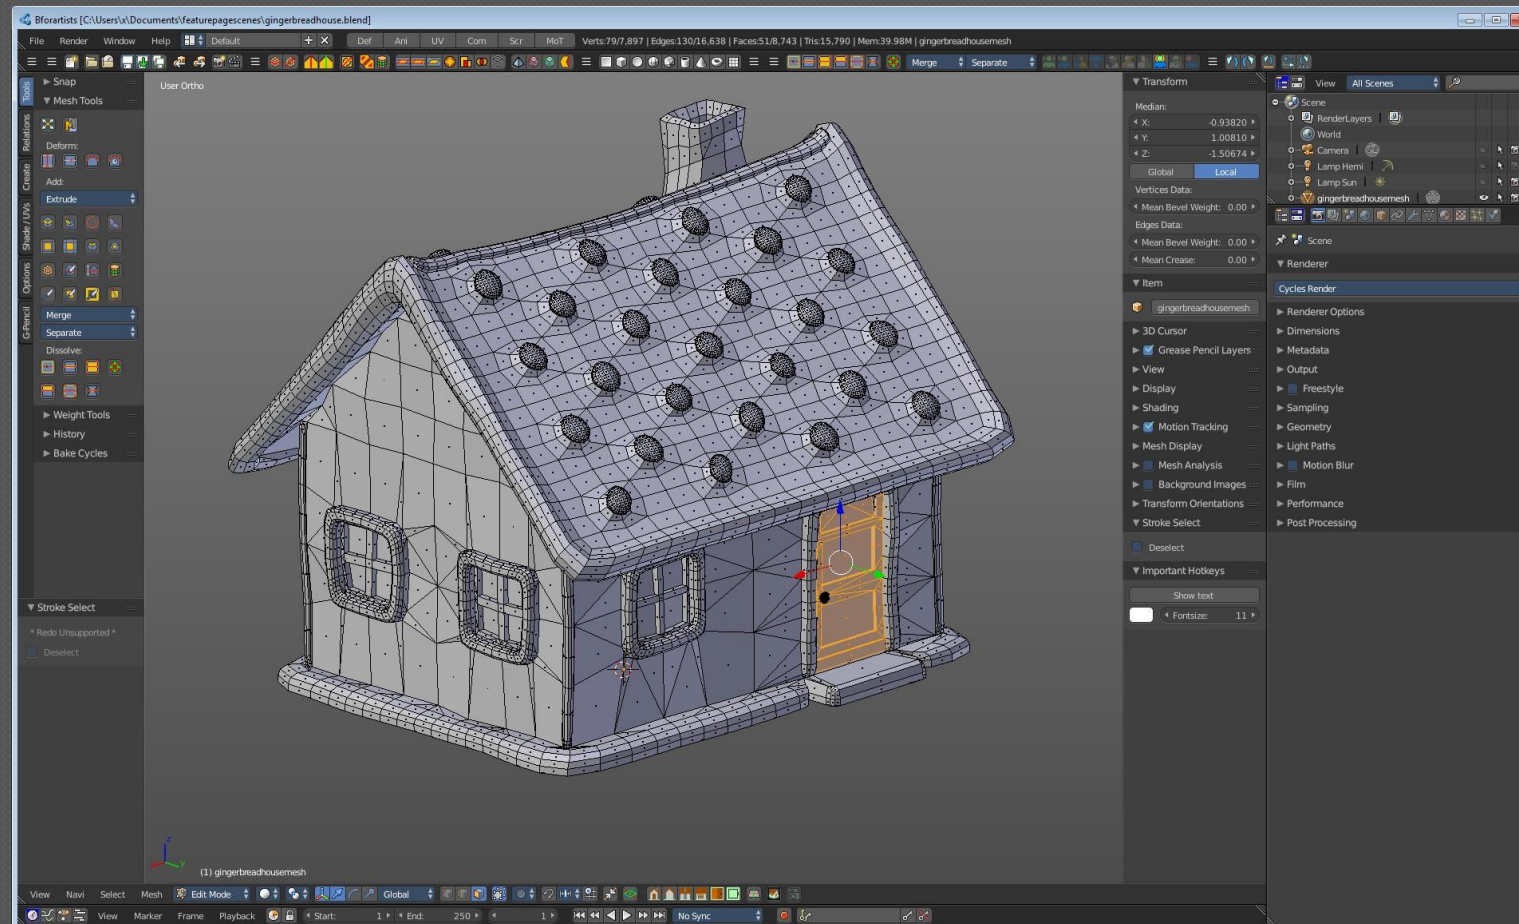 Bforartists [C:\Users\x\Documents\featurepagescenes\gingerbreadhouse.blend]
File Render Window Help Default Def Ani UV Com Scr MoT Verts:79/7,897 | Edges:130/16,638 | Faces:51/8,743 | Tris:15,790 | Mem:39.98M | gingerbreadhousemesh
Merge Separate
Tools
Relations
Create
Shade / UVs
Options
G-Pencil
Snap
Mesh Tools
Deform:
Add:
Extrude
Merge
Separate
Dissolve:
Weight Tools
History
Bake Cycles
Stroke Select
* Redo Unsupported *
Deselect
User Ortho
z
y
(1) gingerbreadhousemesh
Transform
Median:
X: -0.93820
Y: 1.00810
Z: -1.50674
Global Local
Vertices Data:
Mean Bevel Weight: 0.00
Edges Data:
Mean Bevel Weight: 0.00
Mean Crease: 0.00
Item
gingerbreadhousemesh
3D Cursor
Grease Pencil Layers
View
Display
Shading
Motion Tracking
Mesh Display
Mesh Analysis
Background Images
Transform Orientations
Stroke Select
Deselect
Important Hotkeys
Show text
Fontsize: 11
View All Scenes
Scene
RenderLayers |
World
Camera |
Lamp Hemi |
Lamp Sun |
gingerbreadhousemesh |
Scene
Renderer
Cycles Render
Renderer Options
Dimensions
Metadata
Output
Freestyle
Sampling
Geometry
Light Paths
Motion Blur
Film
Performance
Post Processing
View Navi Select Mesh Edit Mode Global
View Marker Frame Playback Start: 1 End: 250 1 No Sync